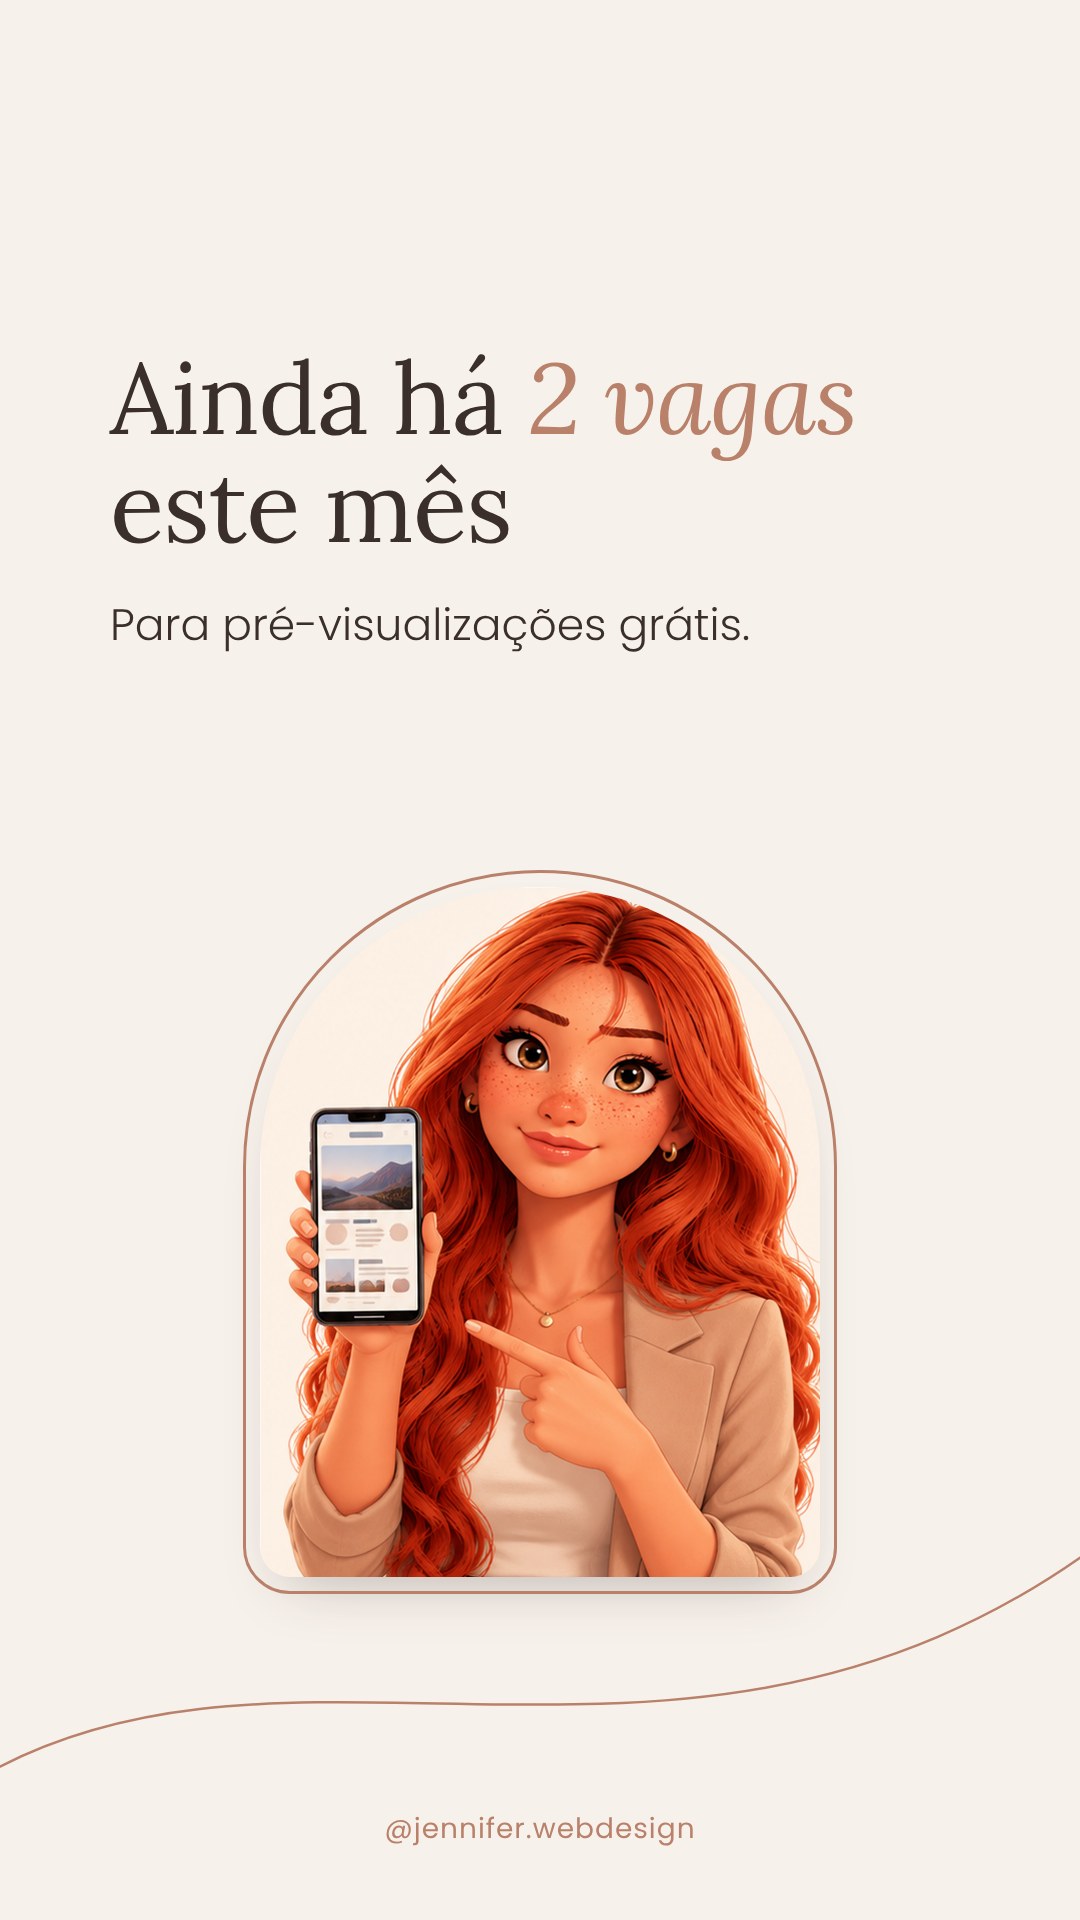 Ainda há 2 vagas
este mês
Para pré-visualizações grátis.
@jennifer.webdesign